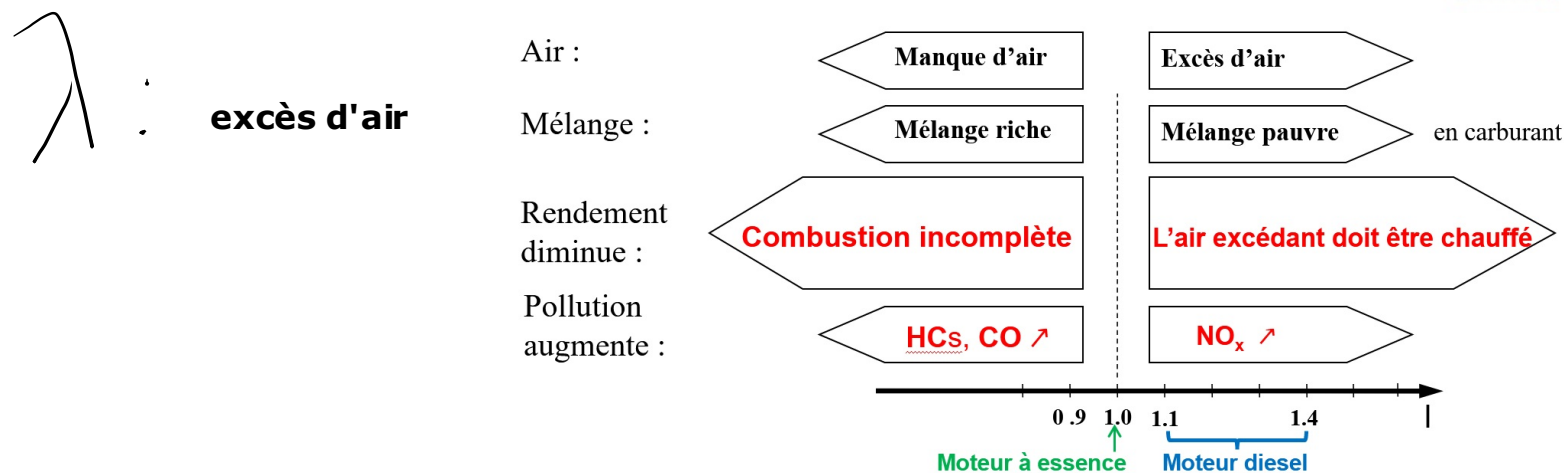 λ :
excès d'air
Air :
Manque d'air
Excès d'air
Mélange :
Mélange riche
Mélange pauvre
en carburant
Rendement
diminue :
Combustion incomplète
L'air excédant doit être chauffé
Pollution
augmente :
HCs, CO ↗
NOx ↗
0 .9 1.0 1.1 1.4 l
Moteur à essence
Moteur diesel